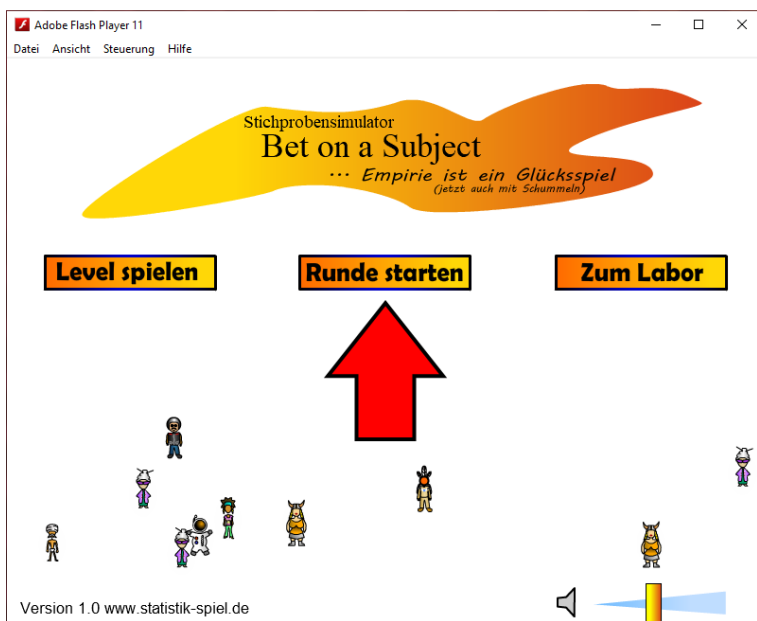 Adobe Flash Player 11
Datei Ansicht Steuerung Hilfe
Stichprobensimulator
Bet on a Subject
... Empirie ist ein Glücksspiel
(jetzt auch mit Schummeln)
Level spielen
Runde starten
Zum Labor
Version 1.0 www.statistik-spiel.de